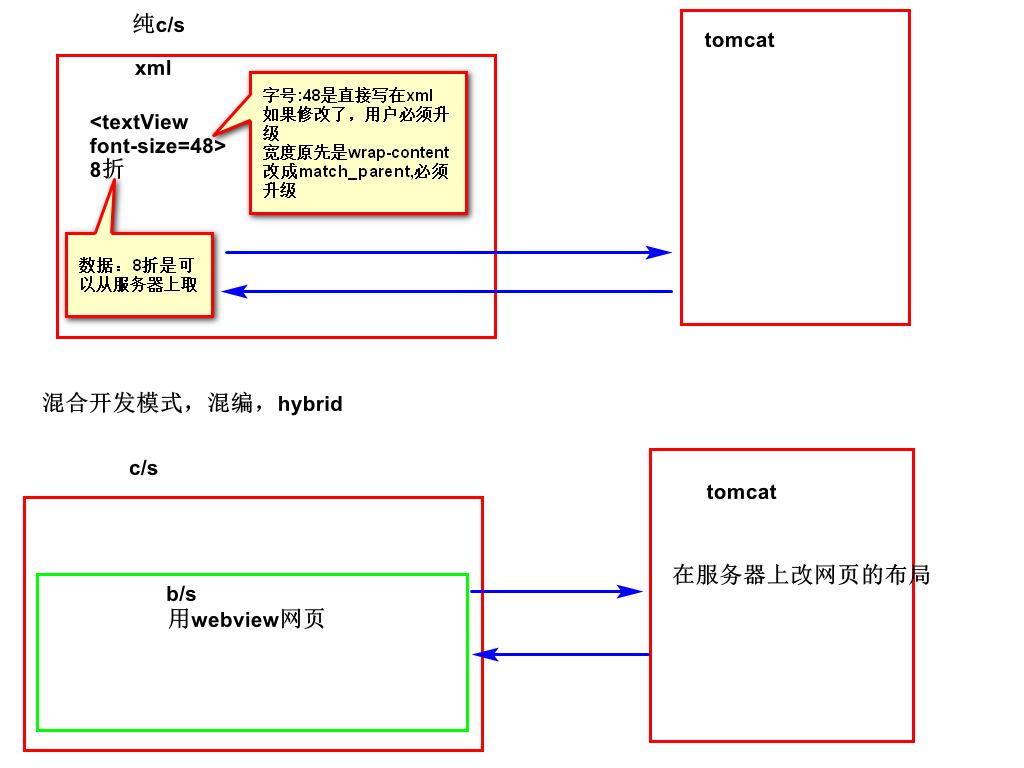 纯c/s
tomcat
xml
字号:48是直接写在xml
如果修改了，用户必须升
级
宽度原先是wrap-content
改成match_parent,必须
升级
<textView
font-size=48>
8折
数据：8折是可
以从服务器上取
混合开发模式，混编，hybrid
c/s
tomcat
在服务器上改网页的布局
b/s
用webview网页